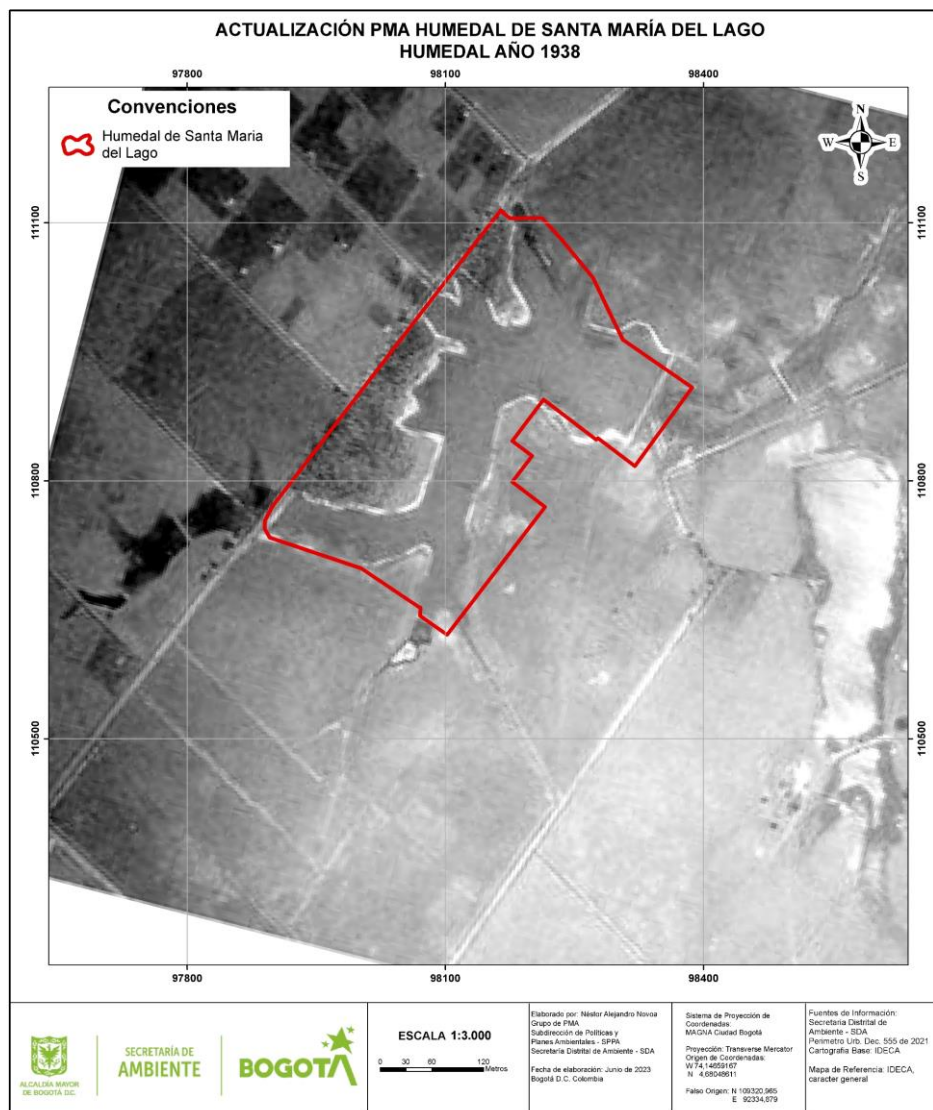 ACTUALIZACIÓN PMA HUMEDAL DE SANTA MARÍA DEL LAGO
HUMEDAL AÑO 1938
97800
98100
98400
Convenciones
Humedal de Santa Maria
del Lago
N
W
E
S
111100
111100
110800
110800
110500
110500
97800
98100
98400
ALCALDÍA MAYOR
DE BOGOTÁ D.C.
SECRETARÍA DE
AMBIENTE
BOGOTÁ
ESCALA 1:3.000
0 30 60 120
Metros
Elaborado por: Néstor Alejandro Novoa
Grupo de PMA
Subdirección de Políticas y
Planes Ambientales - SPPA
Secretaría Distrital de Ambiente - SDA
Fecha de elaboración: Junio de 2023
Bogotá D.C. Colombia
Sistema de Proyección de
Coordenadas:
MAGNA Ciudad Bogotá
Proyección: Transverse Mercator
Origen de Coordenadas:
W 74,14659167
N 4,68048611
Falso Origen: N 109320,965
E 92334,879
Fuentes de Información:
Secretaria Distrital de
Ambiente - SDA
Perimetro Urb. Dec. 555 de 2021
Cartografía Base: IDECA
Mapa de Referencia: IDECA,
caracter general